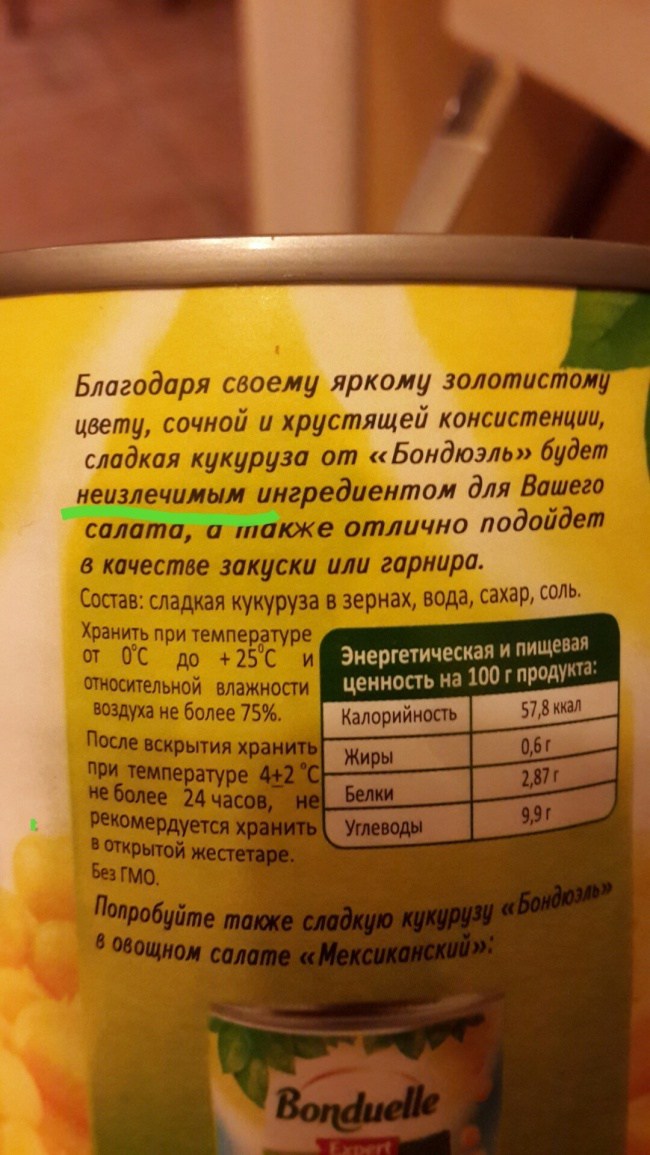 Благодаря своему яркому золотистому
цвету, сочной и хрустящей консистенции,
сладкая кукуруза от «Бондюэль» будет
неизлечимым ингредиентом для Вашего
салата, а также отлично подойдет
в качестве закуски или гарнира.
Состав: сладкая кукуруза в зернах, вода, сахар, соль.
Хранить при температуре
от 0°С до +25°С и
относительной влажности
воздуха не более 75%.
После вскрытия хранить
при температуре 4±2 °С
не более 24 часов, не
рекомердуется хранить
в открытой жестетаре.
Без ГМО.
Энергетическая и пищевая
ценность на 100 г продукта:
Калорийность 57,8 ккал
Жиры 0,6 г
Белки 2,87 г
Углеводы 9,9 г
Попробуйте также сладкую кукурузу «Бондюэль»
в овощном салате «Мексиканский»:
Bonduelle
Expert